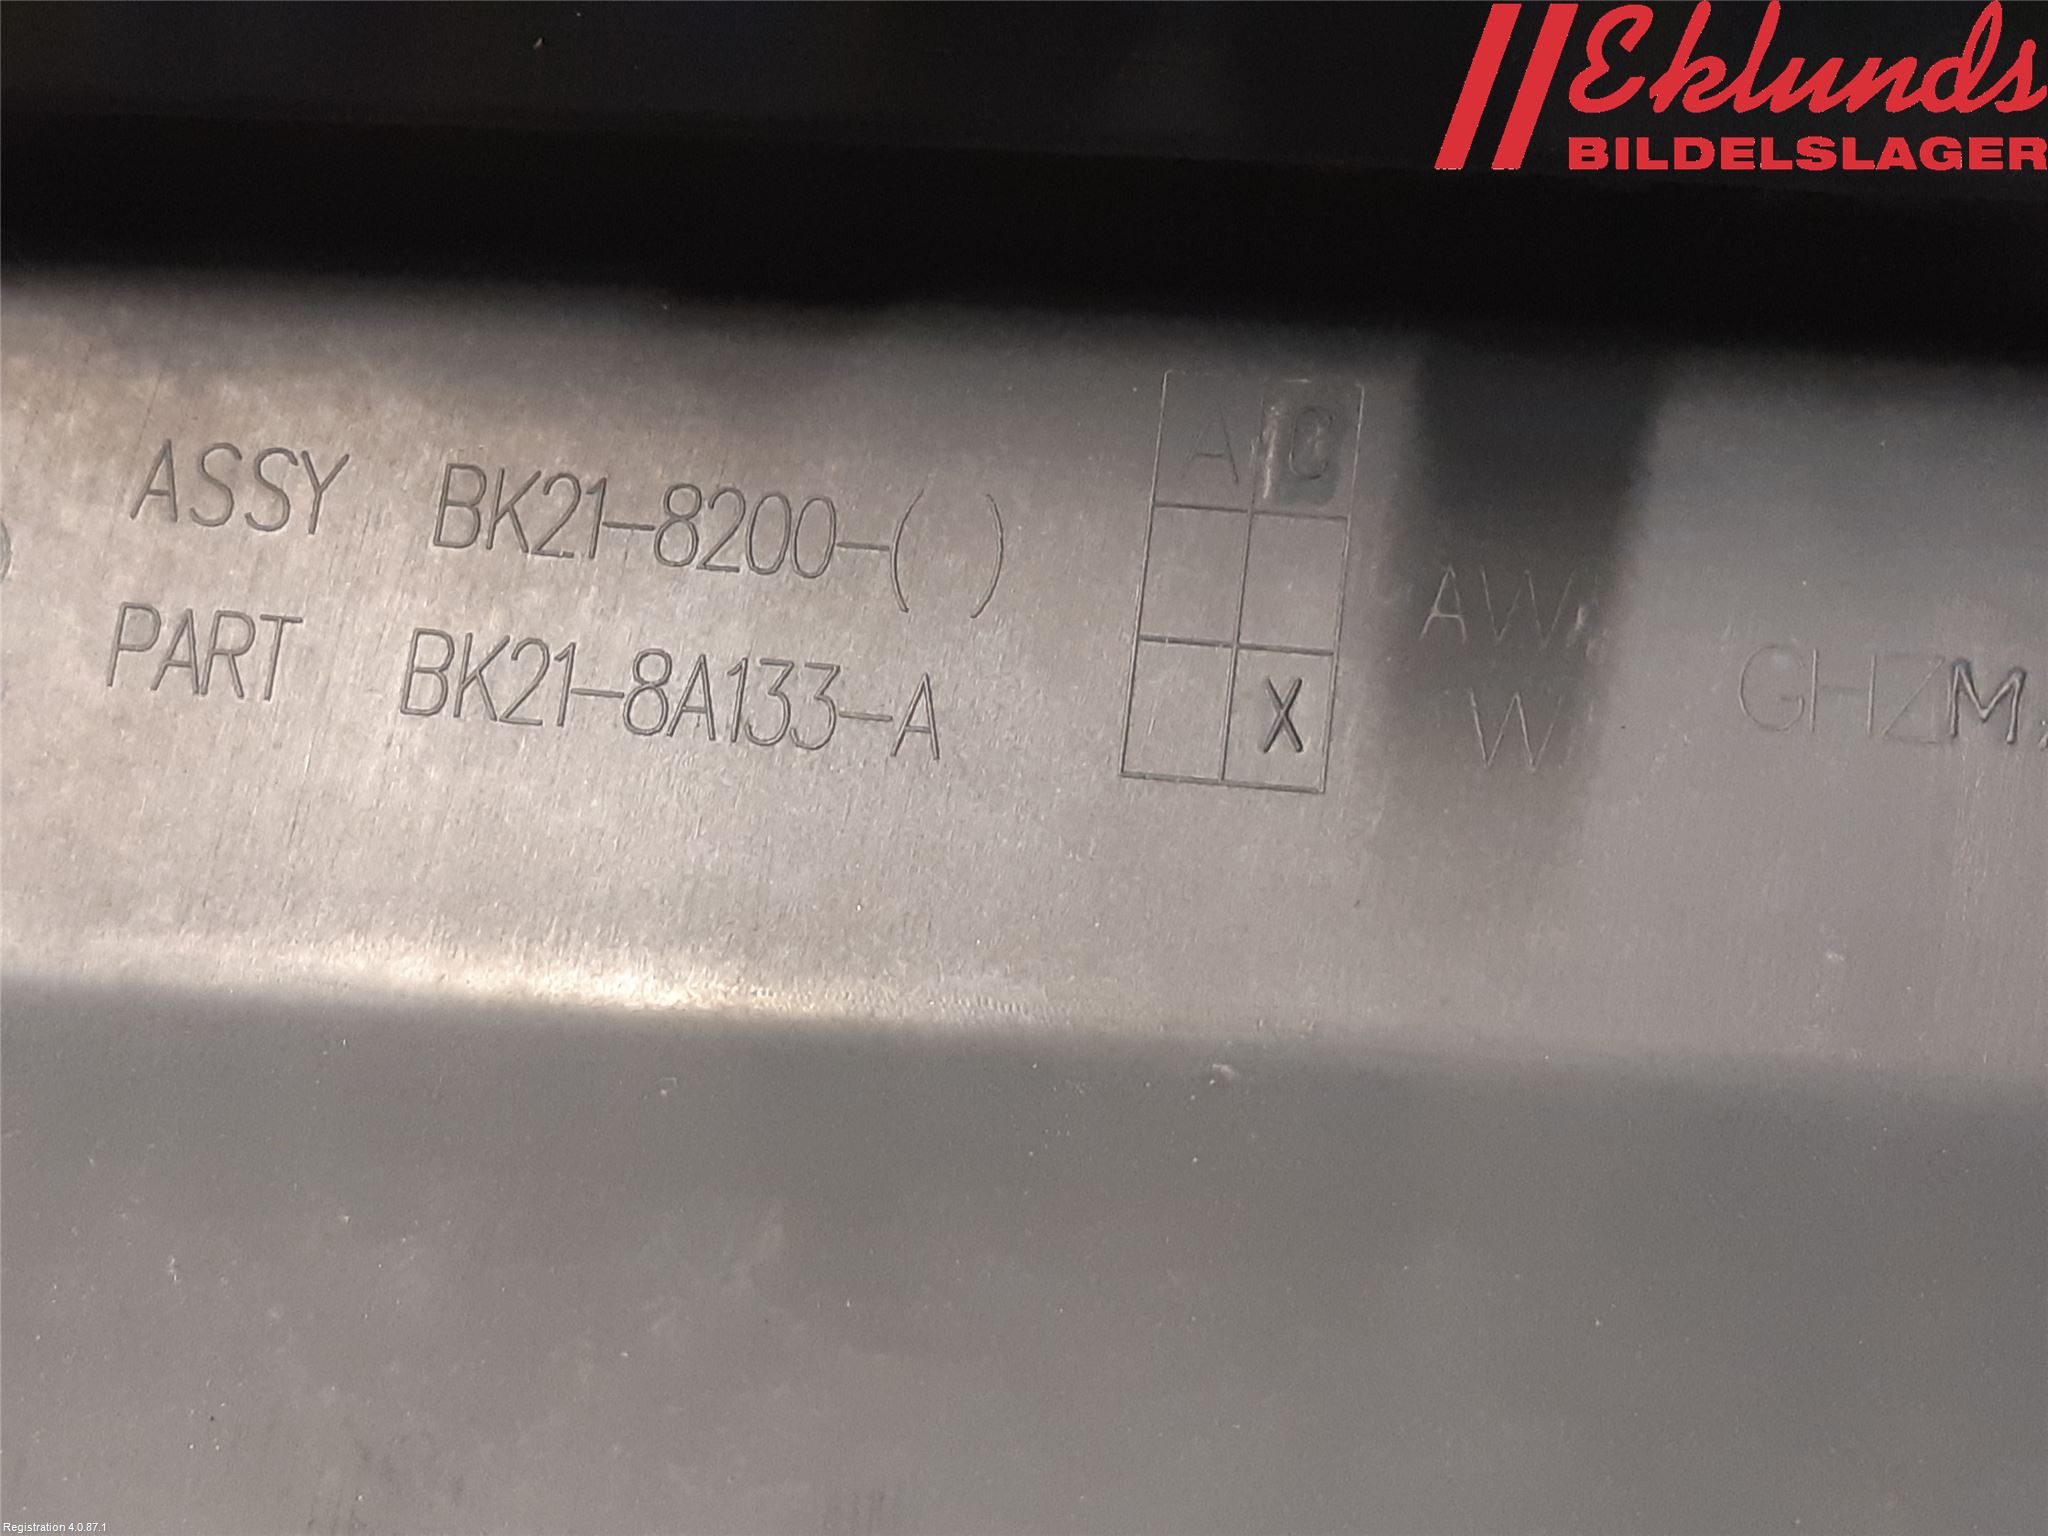 Eklunds
BILDELSLAGER
ASSY BK21-8200-( )
PART BK21-8A133-A
A C
X
W
Registration 4.0.87.1